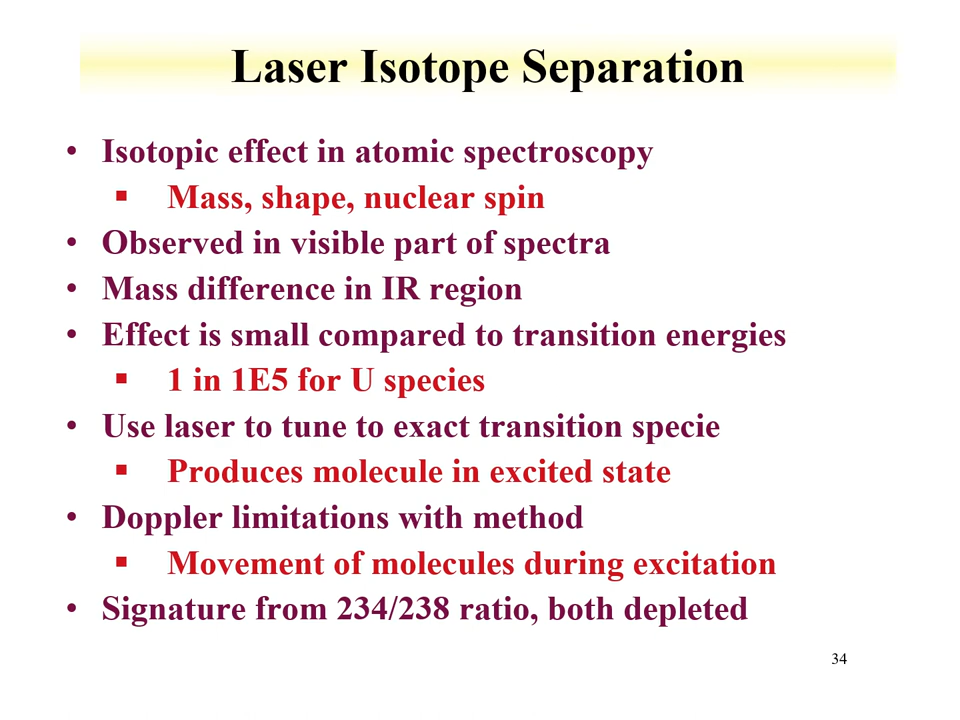 Laser Isotope Separation
• Isotopic effect in atomic spectroscopy
▪ Mass, shape, nuclear spin
• Observed in visible part of spectra
• Mass difference in IR region
• Effect is small compared to transition energies
▪ 1 in 1E5 for U species
• Use laser to tune to exact transition specie
▪ Produces molecule in excited state
• Doppler limitations with method
▪ Movement of molecules during excitation
• Signature from 234/238 ratio, both depleted
34